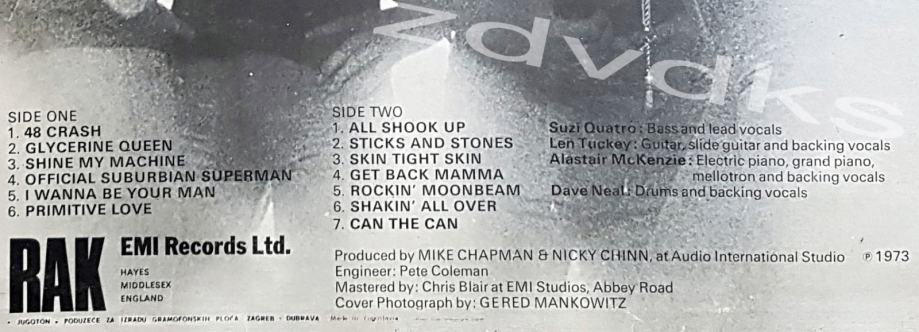 zdvdks
SIDE ONE
1. 48 CRASH
2. GLYCERINE QUEEN
3. SHINE MY MACHINE
4. OFFICIAL SUBURBIAN SUPERMAN
5. I WANNA BE YOUR MAN
6. PRIMITIVE LOVE
SIDE TWO
1. ALL SHOOK UP
2. STICKS AND STONES
3. SKIN TIGHT SKIN
4. GET BACK MAMMA
5. ROCKIN' MOONBEAM
6. SHAKIN' ALL OVER
7. CAN THE CAN
Suzi Quatro: Bass and lead vocals
Len Tuckey: Guitar, slide guitar and backing vocals
Alastair McKenzie: Electric piano, grand piano,
mellotron and backing vocals
Dave Neal: Drums and backing vocals
RAK
EMI Records Ltd.
HAYES
MIDDLESEX
ENGLAND
Produced by MIKE CHAPMAN & NICKY CHINN, at Audio International Studio ℗ 1973
Engineer: Pete Coleman
Mastered by: Chris Blair at EMI Studios, Abbey Road
Cover Photograph by: GERED MANKOWITZ
• JUGOTON • PODUZEĆE ZA IZRADU GRAMOFONSKIH PLOČA ZAGREB - DUBRAVA Made in Yugoslavia